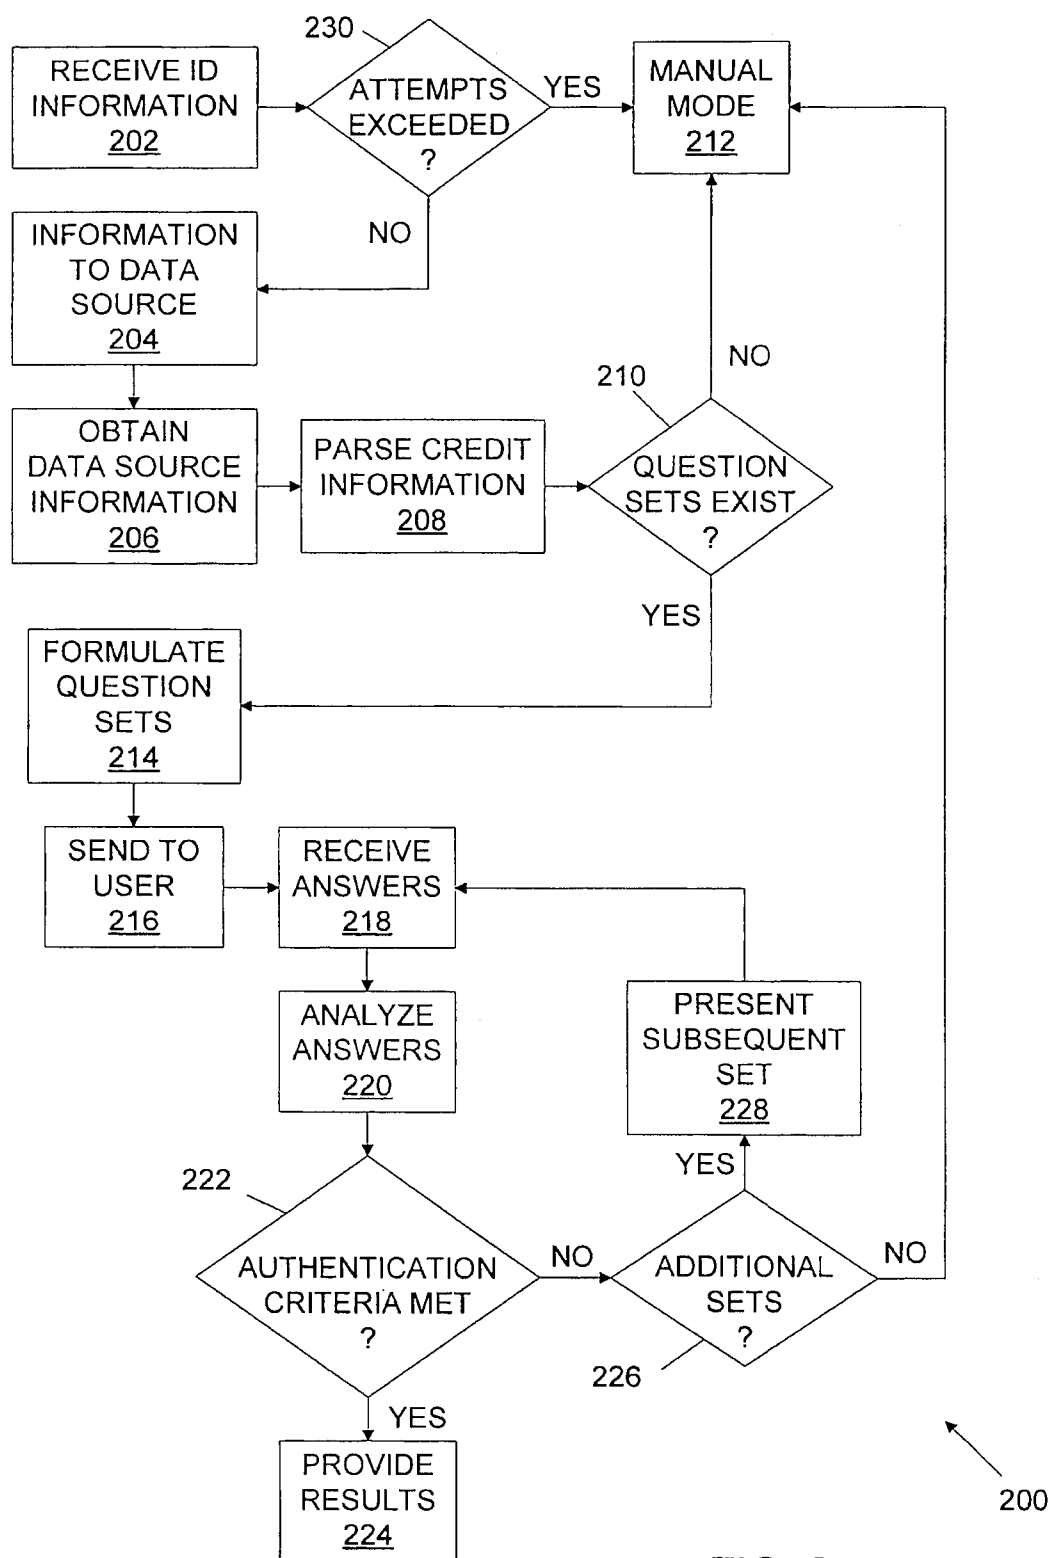 230
RECEIVE ID
INFORMATION
202
ATTEMPTS
EXCEEDED
?
YES
MANUAL
MODE
212
NO
INFORMATION
TO DATA
SOURCE
204
210
NO
OBTAIN
DATA SOURCE
INFORMATION
206
PARSE CREDIT
INFORMATION
208
QUESTION
SETS EXIST
?
YES
FORMULATE
QUESTION
SETS
214
SEND TO
USER
216
RECEIVE
ANSWERS
218
ANALYZE
ANSWERS
220
PRESENT
SUBSEQUENT
SET
228
YES
222
AUTHENTICATION
CRITERIA MET
?
NO
ADDITIONAL
SETS
?
NO
226
YES
PROVIDE
RESULTS
224
200